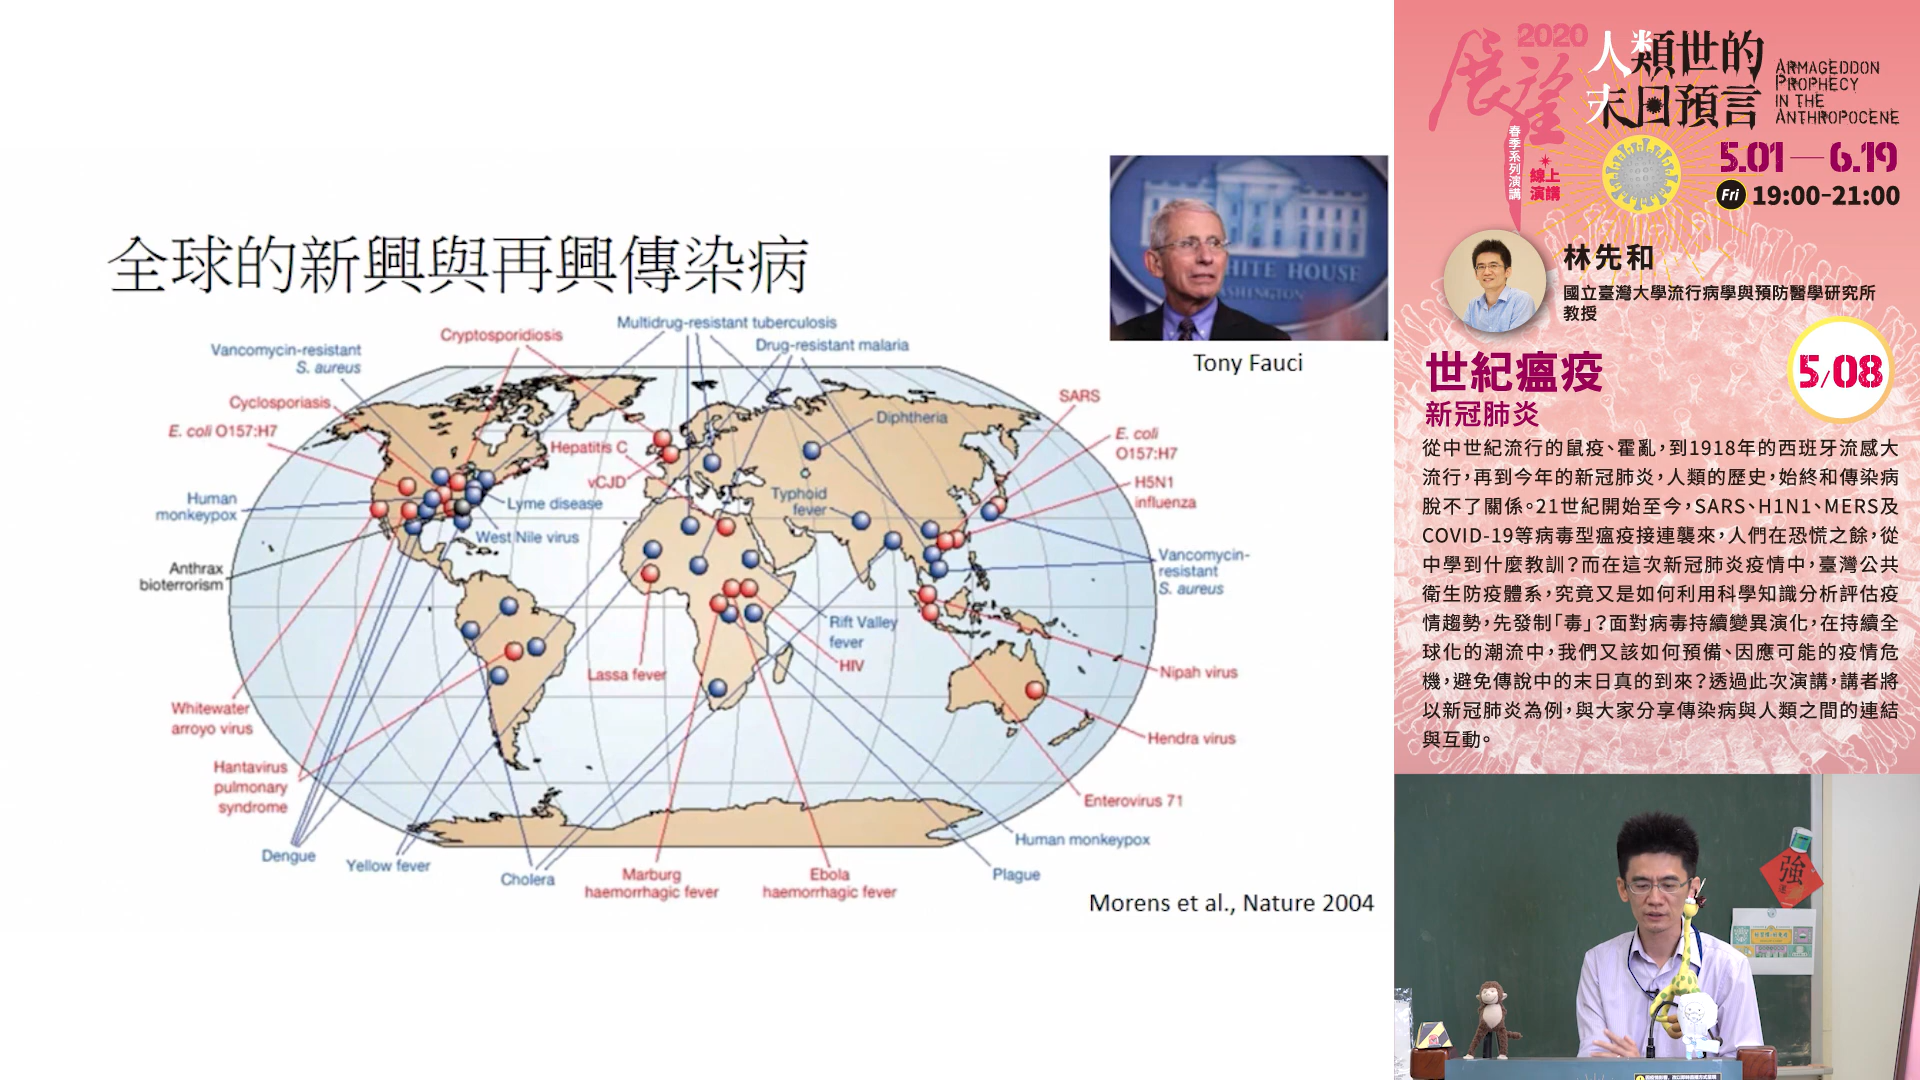 全球的新興與再興傳染病
WHITE HOUSE
WASHINGTON
Tony Fauci
Multidrug-resistant tuberculosis
Cryptosporidiosis
Drug-resistant malaria
Vancomycin-resistant
S. aureus
Cyclosporiasis
E. coli O157:H7
Hepatitis C
vCJD
Diphtheria
SARS
E. coli
O157:H7
H5N1
influenza
Typhoid
fever
Human
monkeypox
Lyme disease
West Nile virus
Anthrax
bioterrorism
Vancomycin-
resistant
S. aureus
Rift Valley
fever
HIV
Lassa fever
Nipah virus
Whitewater
arroyo virus
Hendra virus
Hantavirus
pulmonary
syndrome
Enterovirus 71
Human monkeypox
Dengue
Yellow fever
Cholera
Marburg
haemorrhagic fever
Ebola
haemorrhagic fever
Plague
Morens et al., Nature 2004
2020
展望
春季系列演講
線上
演講
人類世的
末日預言
ARMAGEDDON
PROPHECY
IN THE
ANTHROPOCENE
5.01—6.19
Fri 19:00-21:00
林先和
國立臺灣大學流行病學與預防醫學研究所
教授
5/08
世紀瘟疫
新冠肺炎
從中世紀流行的鼠疫、霍亂,到1918年的西班牙流感大
流行,再到今年的新冠肺炎,人類的歷史,始終和傳染病
脫不了關係。21世紀開始至今,SARS、H1N1、MERS及
COVID-19等病毒型瘟疫接連襲來,人們在恐慌之餘,從
中學到什麼教訓?而在這次新冠肺炎疫情中,臺灣公共
衛生防疫體系,究竟又是如何利用科學知識分析評估疫
情趨勢,先發制「毒」?面對病毒持續變異演化,在持續全
球化的潮流中,我們又該如何預備、因應可能的疫情危
機,避免傳說中的末日真的到來?透過此次演講,講者將
以新冠肺炎為例,與大家分享傳染病與人類之間的連結
與互動。
強